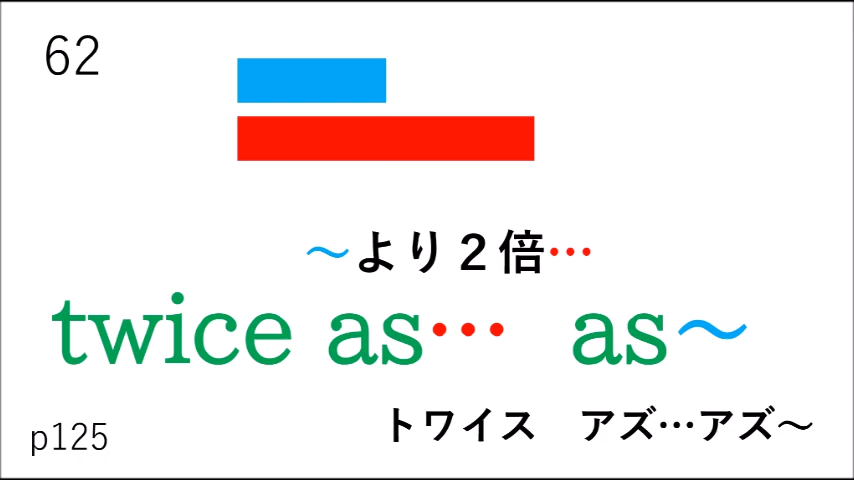 62
～より２倍…
twice as… as～
トワイス　アズ…アズ～
p125